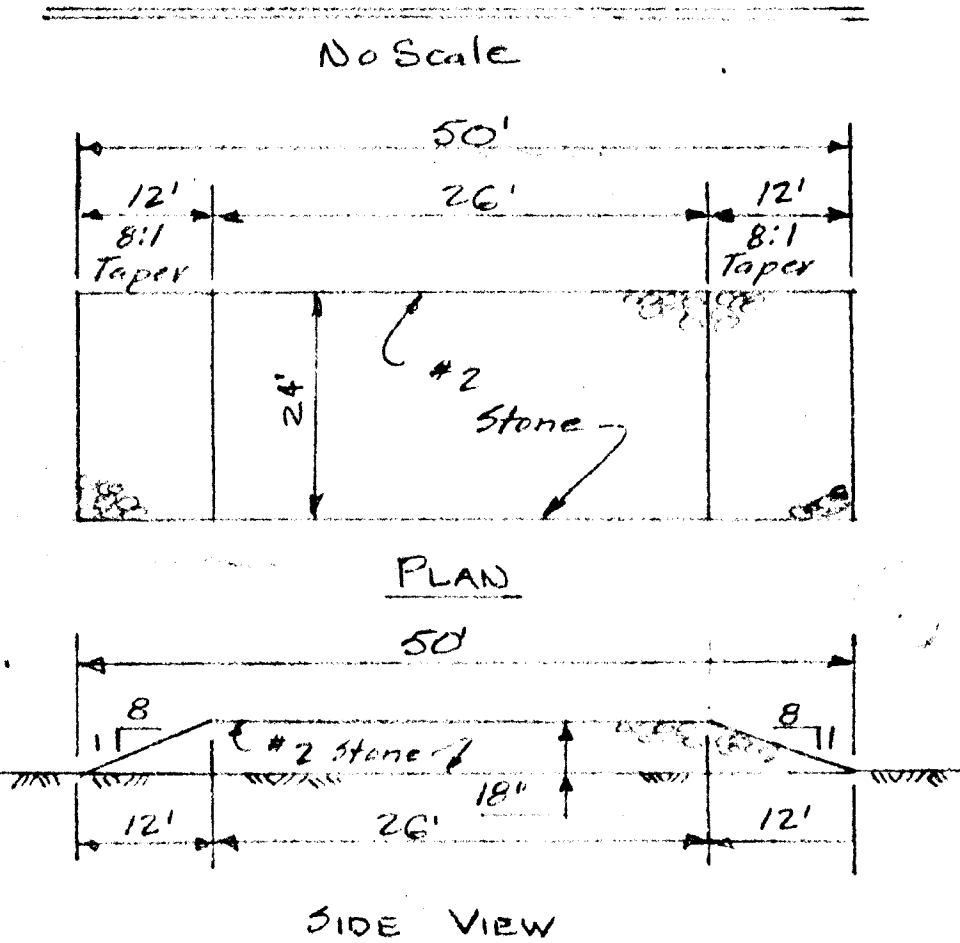 No Scale
50'
12' 26' 12'
8:1 8:1
Taper Taper
24'
#2
Stone
PLAN
50'
8 8
1 1
#2 Stone
18"
12' 26' 12'
SIDE VIEW